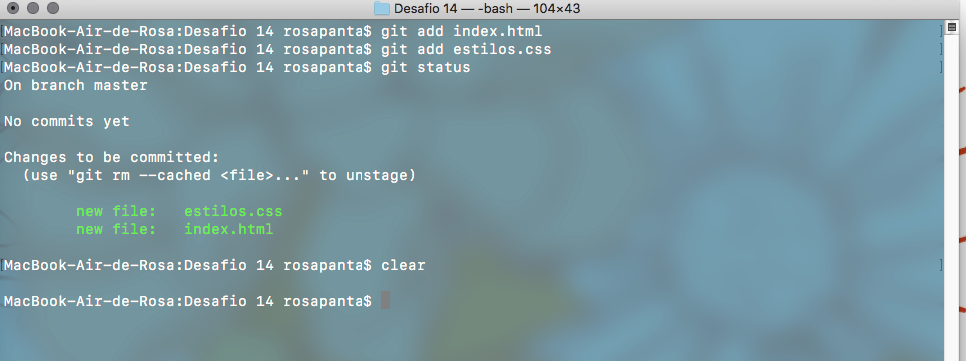 Desafio 14 — -bash — 104×43
[MacBook-Air-de-Rosa:Desafio 14 rosapanta$ git add index.html ]
[MacBook-Air-de-Rosa:Desafio 14 rosapanta$ git add estilos.css ]
[MacBook-Air-de-Rosa:Desafio 14 rosapanta$ git status ]
On branch master
No commits yet
Changes to be committed:
(use "git rm --cached <file>..." to unstage)
new file: estilos.css
new file: index.html
[MacBook-Air-de-Rosa:Desafio 14 rosapanta$ clear ]
MacBook-Air-de-Rosa:Desafio 14 rosapanta$